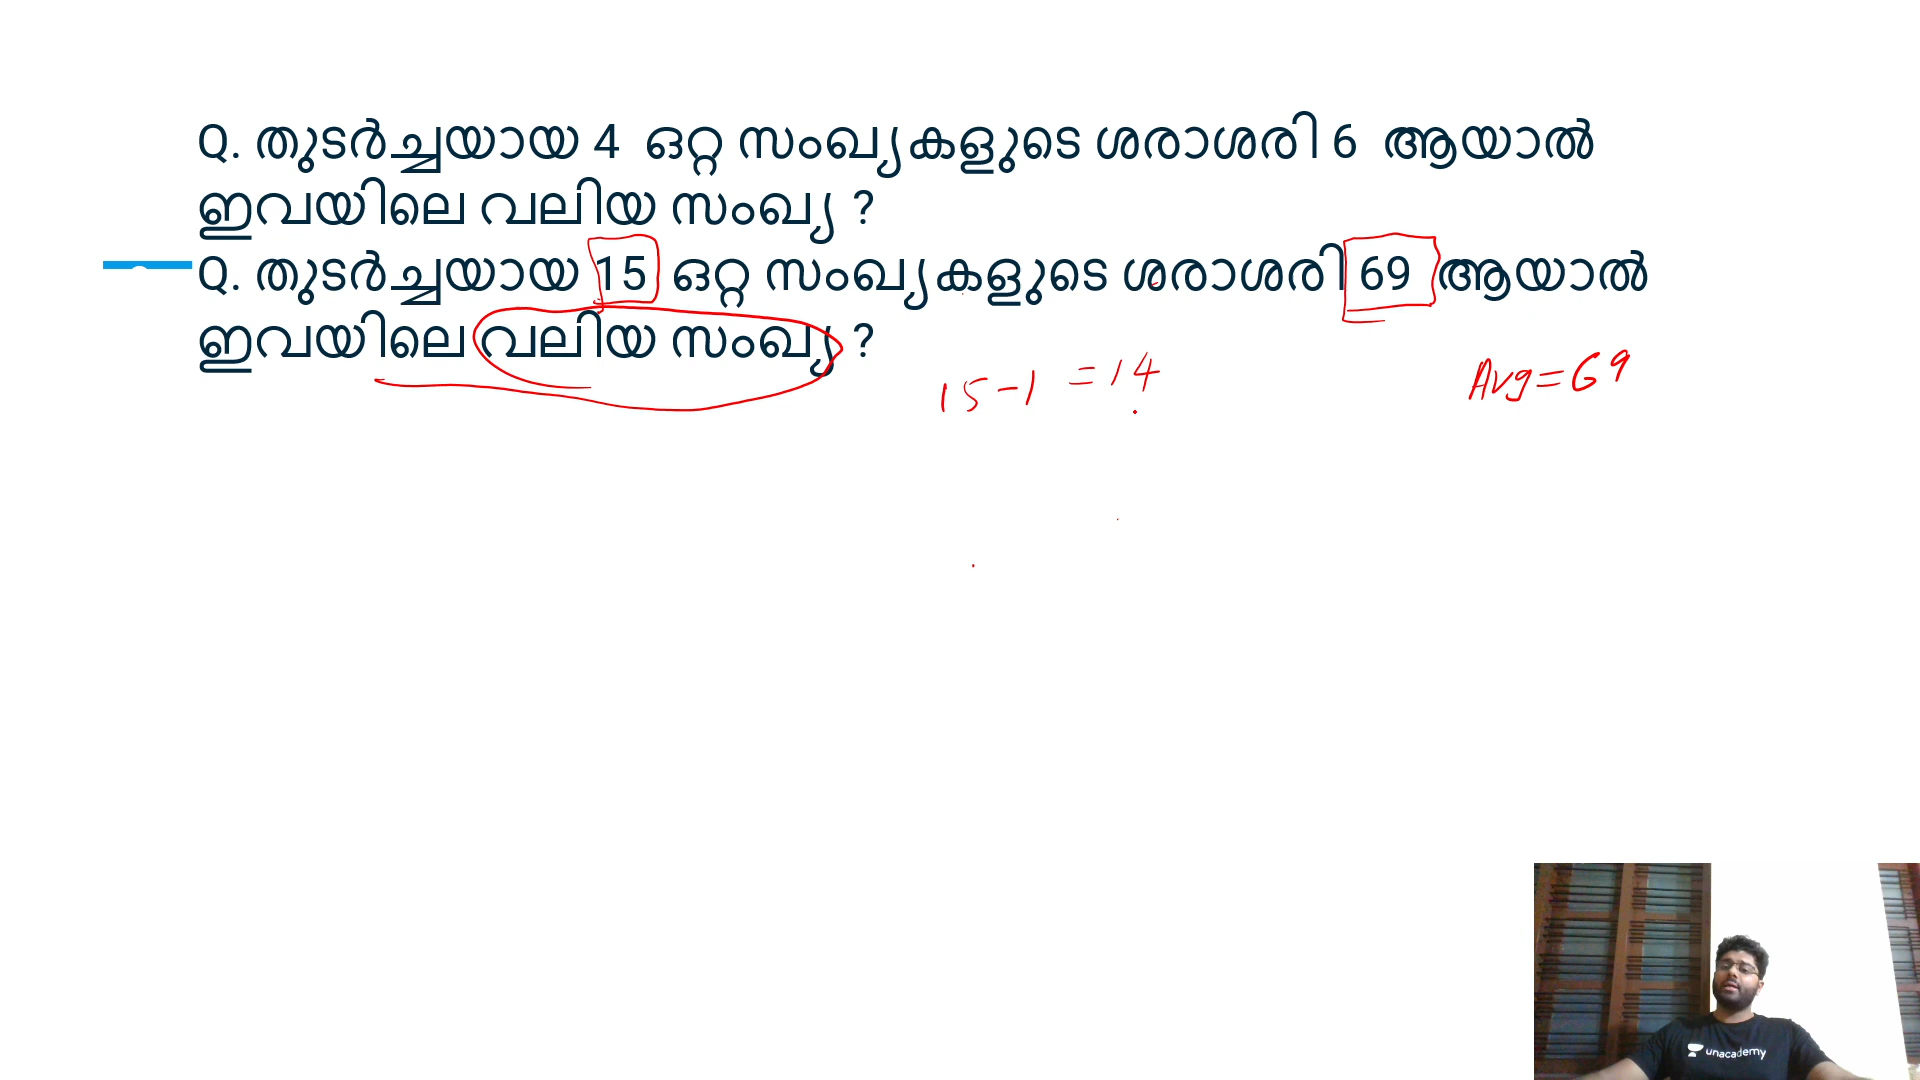 Q. തുടർച്ചയായ 4 ഒറ്റ സംഖ്യകളുടെ ശരാശരി 6 ആയാൽ
ഇവയിലെ വലിയ സംഖ്യ ?
Q. തുടർച്ചയായ 15 ഒറ്റ സംഖ്യകളുടെ ശരാശരി 69 ആയാൽ
ഇവയിലെ വലിയ സംഖ്യ ?
15-1 = 14
Avg=69
unacademy